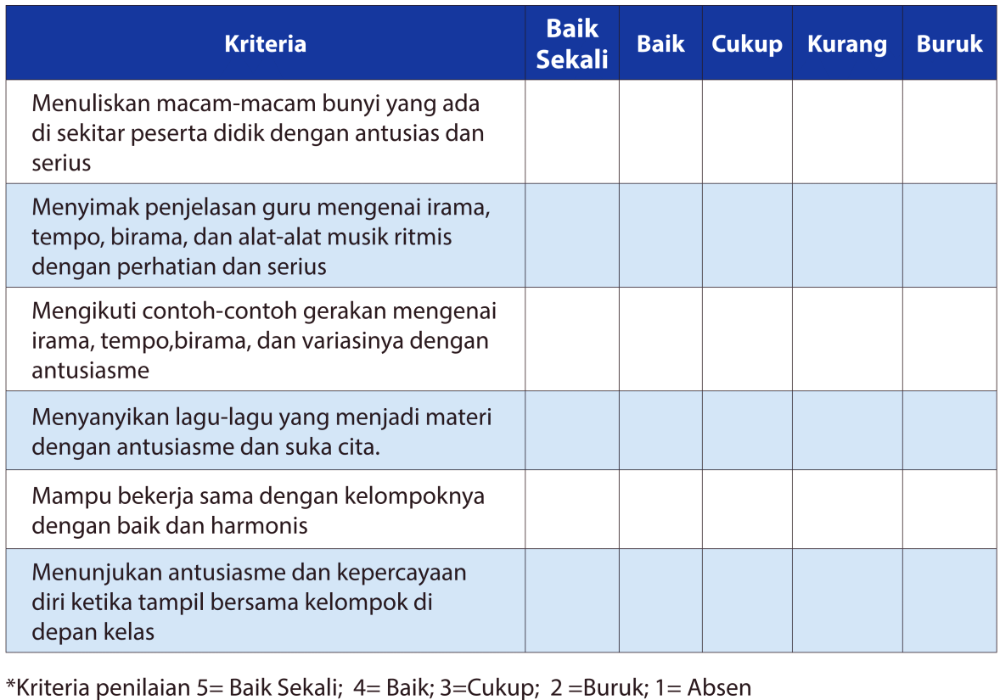 Kriteria Baik Sekali Baik Cukup Kurang Buruk
Menuliskan macam-macam bunyi yang ada
di sekitar peserta didik dengan antusias dan
serius
Menyimak penjelasan guru mengenai irama,
tempo, birama, dan alat-alat musik ritmis
dengan perhatian dan serius
Mengikuti contoh-contoh gerakan mengenai
irama, tempo,birama, dan variasinya dengan
antusiasme
Menyanyikan lagu-lagu yang menjadi materi
dengan antusiasme dan suka cita.
Mampu bekerja sama dengan kelompoknya
dengan baik dan harmonis
Menunjukan antusiasme dan kepercayaan
diri ketika tampil bersama kelompok di
depan kelas
*Kriteria penilaian 5= Baik Sekali; 4= Baik; 3=Cukup; 2 =Buruk; 1= Absen